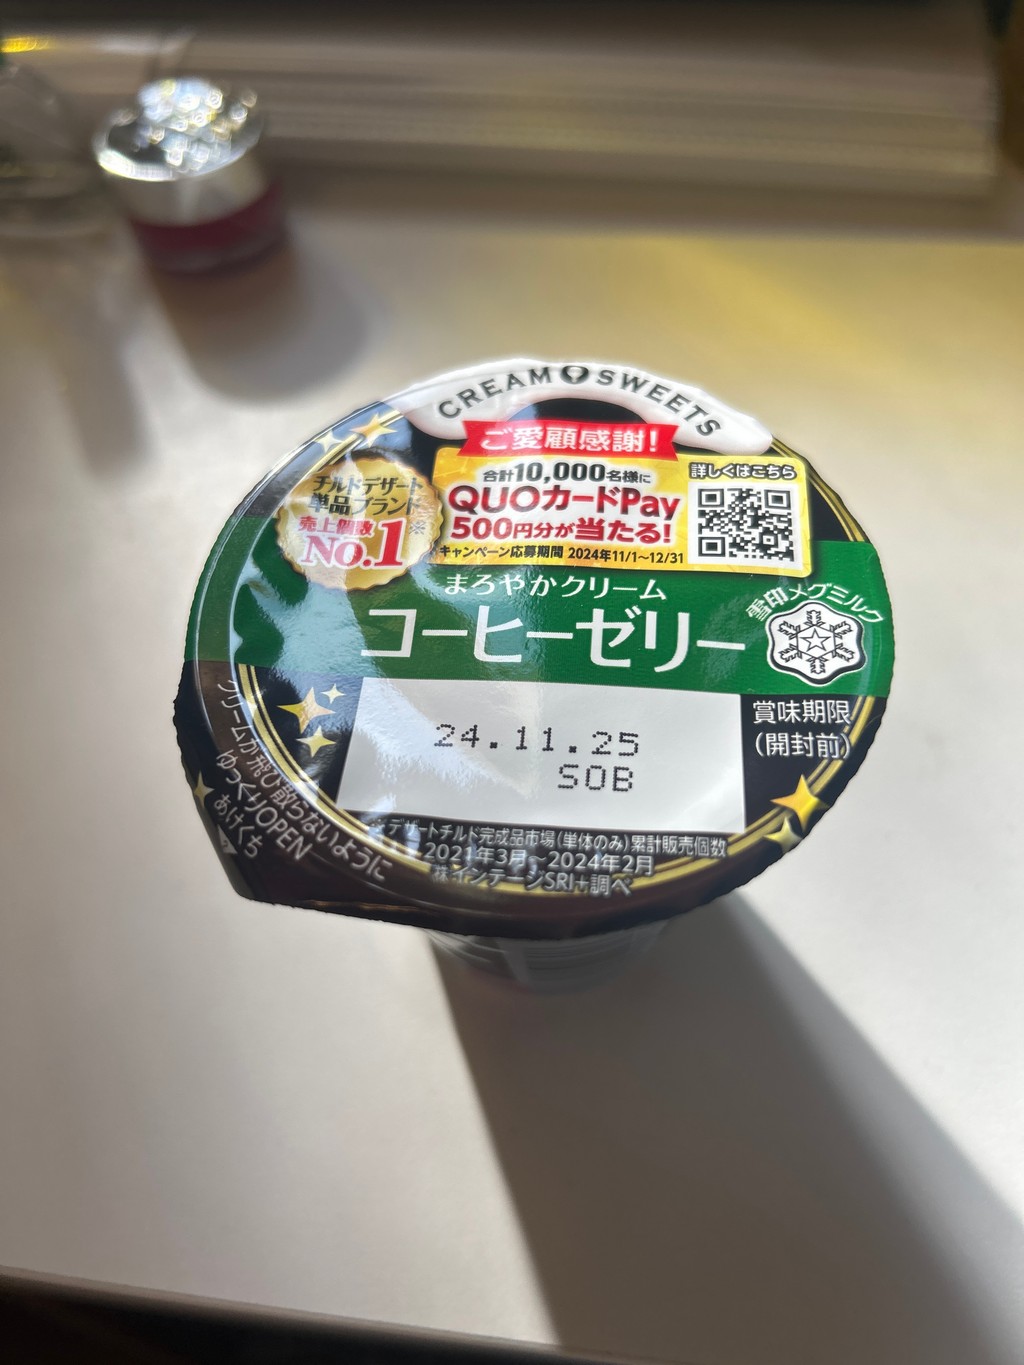 CREAM SWEETS
ご愛顧感謝!
チルドデザート
単品ブランド
売上個数
No.1※
合計10,000名様に
QUOカードPay
500円分が当たる!
キャンペーン応募期間 2024年11/1〜12/31
詳しくはこちら
まろやかクリーム
コーヒーゼリー
雪印メグミルク
賞味期限
(開封前)
24.11.25
SOB
クリームが飛び散らないように
ゆっくりOPEN
あけくち
※デザートチルド完成品市場(単体のみ)累計販売個数
2021年3月〜2024年2月
㈱インテージSRI+調べ